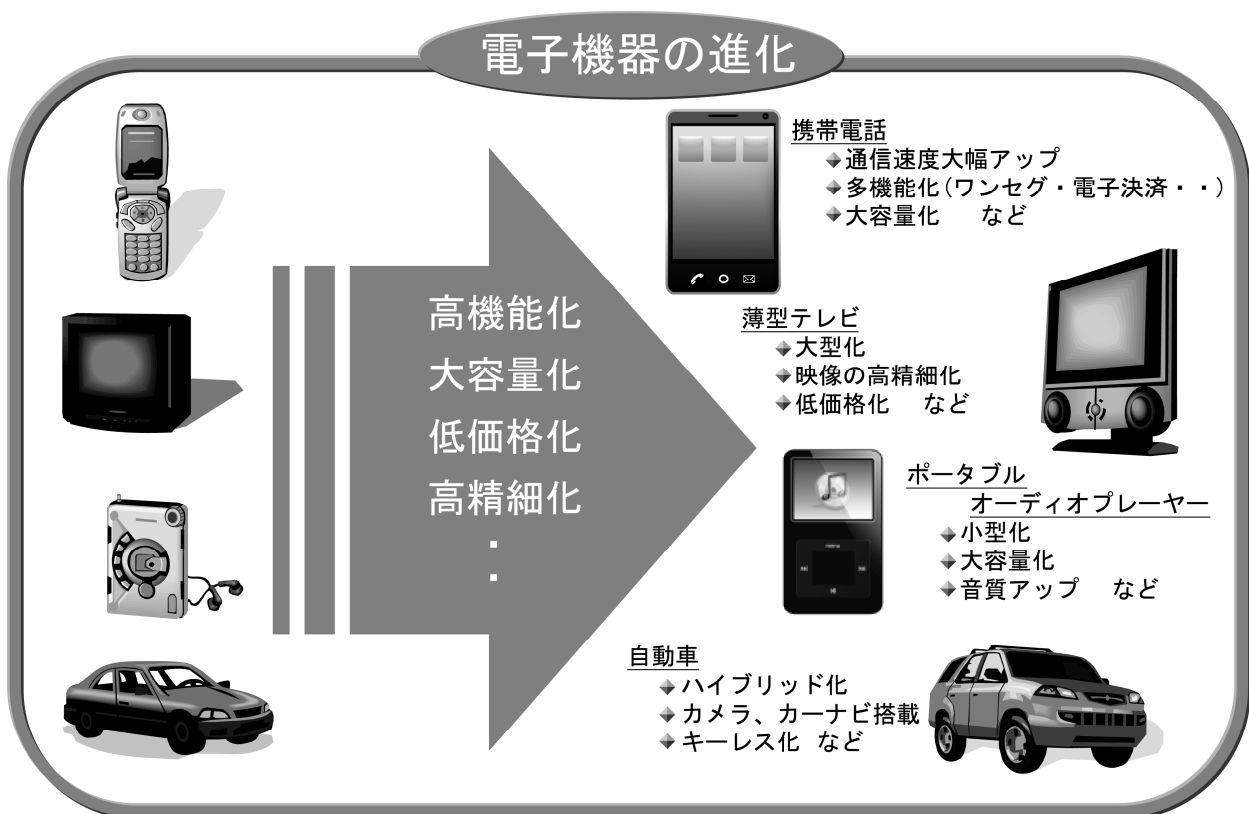 電子機器の進化
高機能化
大容量化
低価格化
高精細化
・
・
携帯電話
通信速度大幅アップ
多機能化(ワンセグ・電子決済・・)
大容量化　など
薄型テレビ
大型化
映像の高精細化
低価格化　など
ポータブル
オーディオプレーヤー
小型化
大容量化
音質アップ　など
自動車
ハイブリッド化
カメラ、カーナビ搭載
キーレス化　など